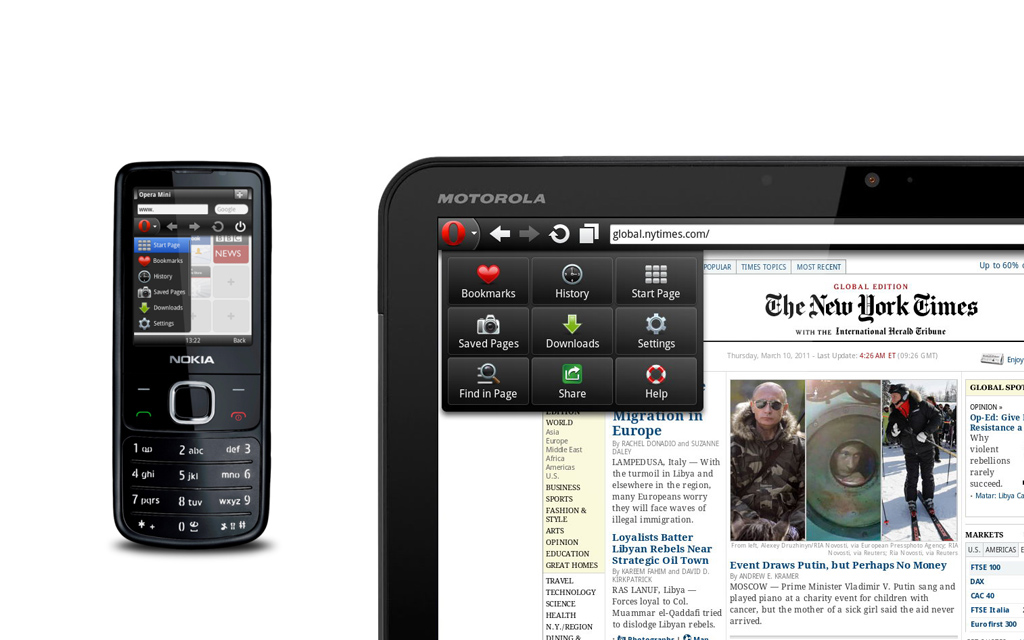 Opera Mini
www.
Google
Start Page
Bookmarks
History
Saved Pages
Downloads
Settings
NEWS
13:22
Back
NOKIA
1
2 abc
def 3
4 ghi
5 jkl
mno 6
7 pqrs
8 tuv
wxyz 9
* +
0
#
MOTOROLA
global.nytimes.com/
Bookmarks
History
Start Page
Saved Pages
Downloads
Settings
Find in Page
Share
Help
POPULAR
TIMES TOPICS
MOST RECENT
Up to 60%
GLOBAL EDITION
The New York Times
WITH THE International Herald Tribune
Thursday, March 10, 2011 - Last Update: 4:26 AM ET (09:26 GMT)
Enjoy
EDITION
WORLD
Asia
Europe
Middle East
Africa
Americas
U.S.
BUSINESS
SPORTS
FASHION &
STYLE
ARTS
OPINION
EDUCATION
GREAT HOMES
TRAVEL
TECHNOLOGY
SCIENCE
HEALTH
N.Y./REGION
DINING &
Migration in
Europe
By RACHEL DONADIO and SUZANNE
DALEY
LAMPEDUSA, Italy — With
the turmoil in Libya and
elsewhere in the region,
many Europeans worry
they will face waves of
illegal immigration.
Loyalists Batter
Libyan Rebels Near
Strategic Oil Town
By KAREEM FAHIM and DAVID D.
KIRKPATRICK
RAS LANUF, Libya —
Forces loyal to Col.
Muammar el-Qaddafi tried
to dislodge Libyan rebels.
Photographs | Map
From left, Alexey Druzhinyn/RIA Novosti, via European Pressphoto Agency; RIA
Novosti, via Reuters; Ria Novosti, via Reuters
Event Draws Putin, but Perhaps No Money
By ANDREW E. KRAMER
MOSCOW — Prime Minister Vladimir V. Putin sang and
played piano at a charity event for children with
cancer, but the mother of a sick girl said the aid never
arrived.
GLOBAL SPOT
OPINION »
Op-Ed: Give
Resistance a
Why
violent
rebellions
rarely
succeed.
• Matar: Libya Ca
MARKETS
U.S.
AMERICAS
E
FTSE 100
DAX
CAC 40
FTSE Italia
Eurofirst 300